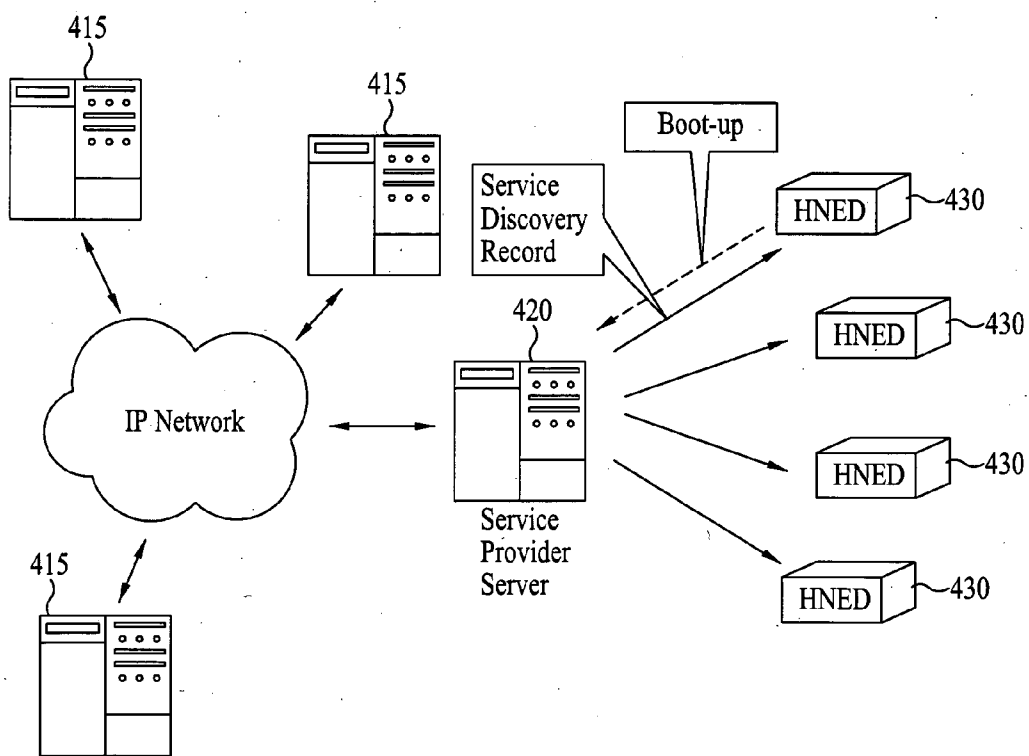 415
415
Boot-up
Service
Discovery
Record
HNED
430
420
HNED
430
IP Network
HNED
430
Service
Provider
Server
415
HNED
430